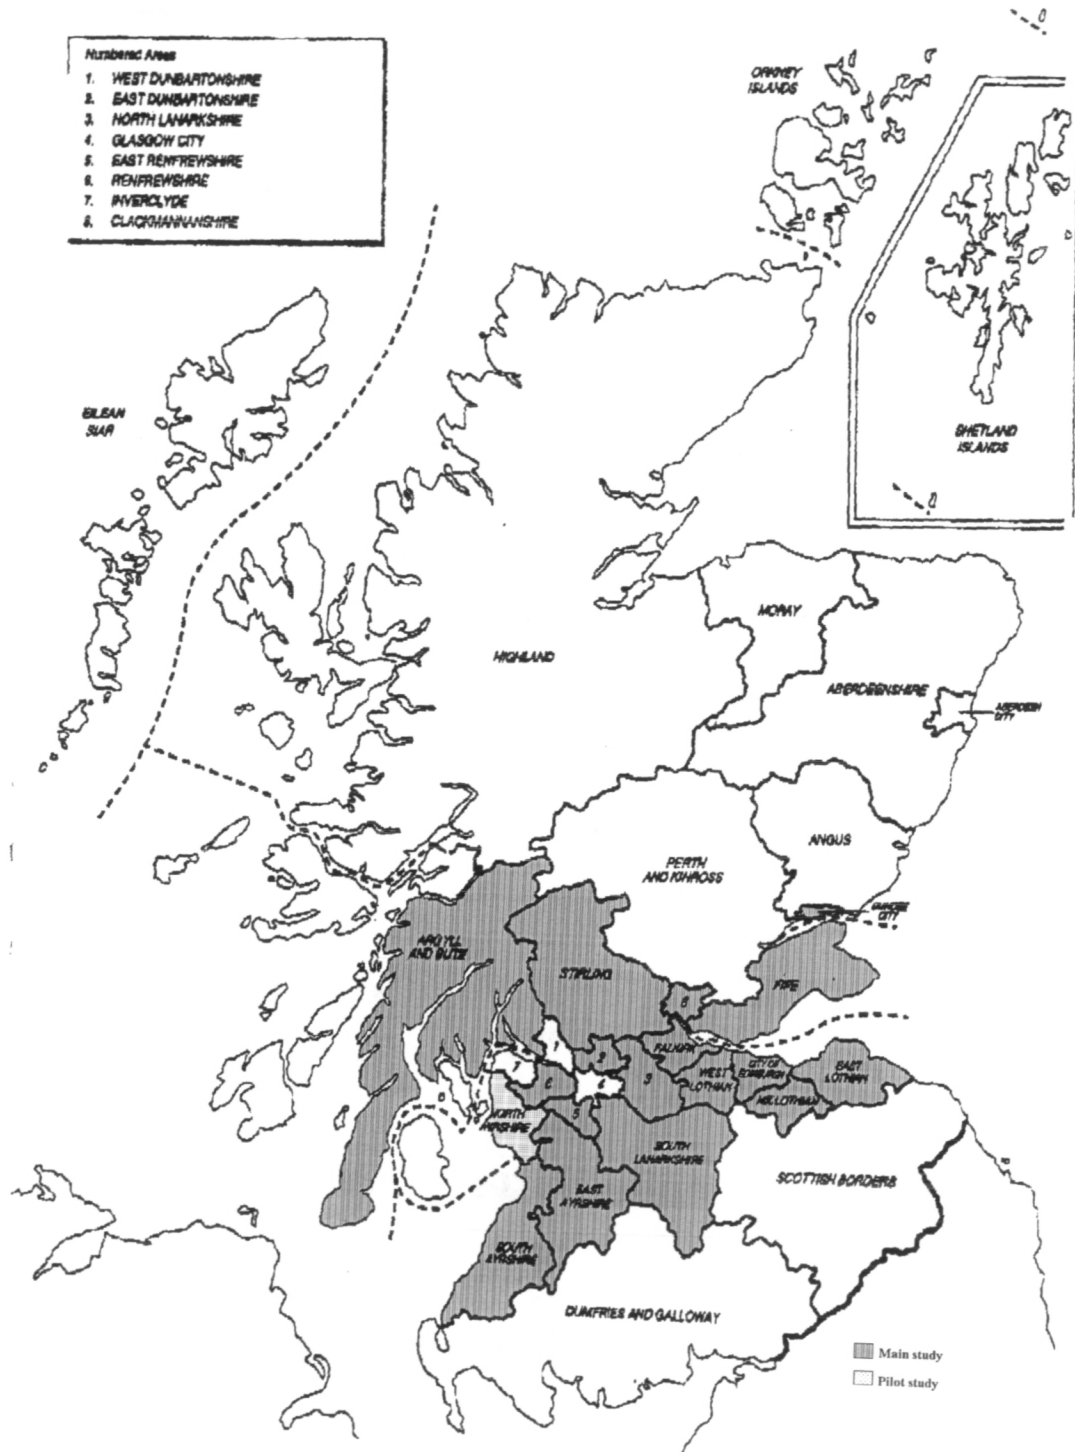 Numbered Areas
1. WEST DUNBARTONSHIRE
2. EAST DUNBARTONSHIRE
3. NORTH LANARKSHIRE
4. GLASGOW CITY
5. EAST RENFREWSHIRE
6. RENFREWSHIRE
7. INVERCLYDE
8. CLACKMANNANSHIRE
ORKNEY
ISLANDS
EILEAN
SIAR
SHETLAND
ISLANDS
MORAY
HIGHLAND
ABERDEENSHIRE
ABERDEEN
CITY
ANGUS
PERTH
AND KINROSS
DUNDEE
CITY
ARGYLL
AND BUTE
STIRLING
FIFE
8
FALKIRK
1
2
7
6
4
3
WEST
LOTHIAN
CITY OF
EDINBURGH
EAST
LOTHIAN
MIDLOTHIAN
NORTH
AYRSHIRE
5
SOUTH
LANARKSHIRE
EAST
AYRSHIRE
SCOTTISH BORDERS
SOUTH
AYRSHIRE
DUMFRIES AND GALLOWAY
Main study
Pilot study